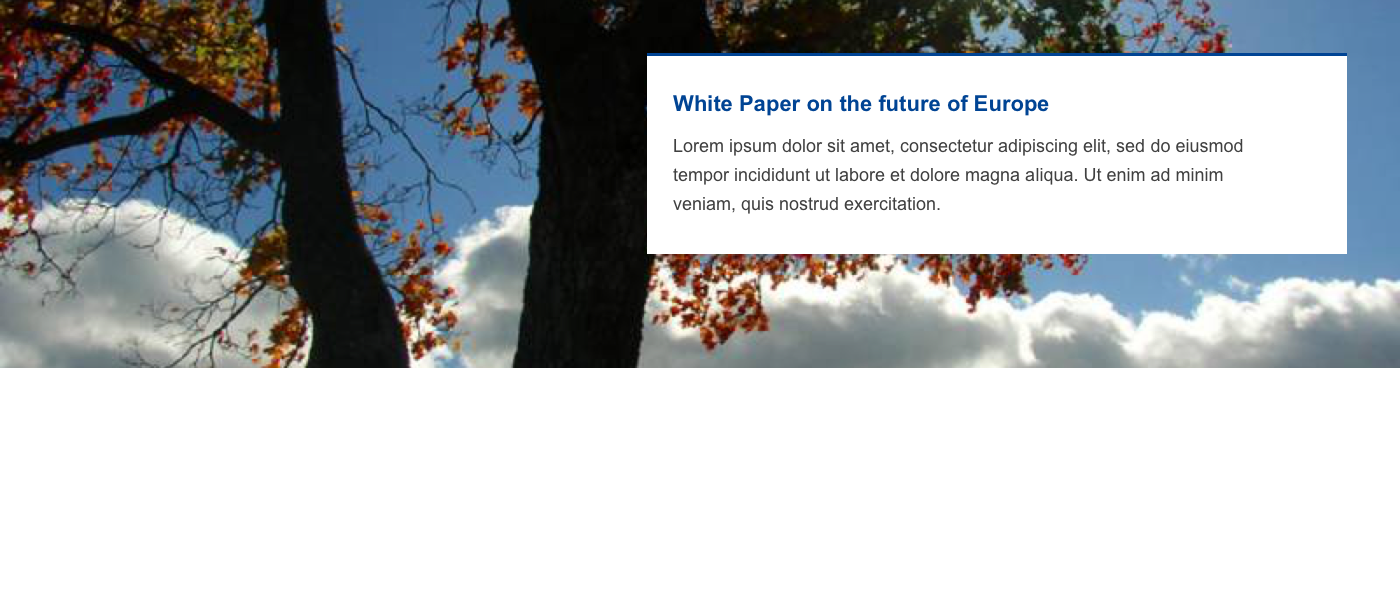 White Paper on the future of Europe
Lorem ipsum dolor sit amet, consectetur adipiscing elit, sed do eiusmod
tempor incididunt ut labore et dolore magna aliqua. Ut enim ad minim
veniam, quis nostrud exercitation.